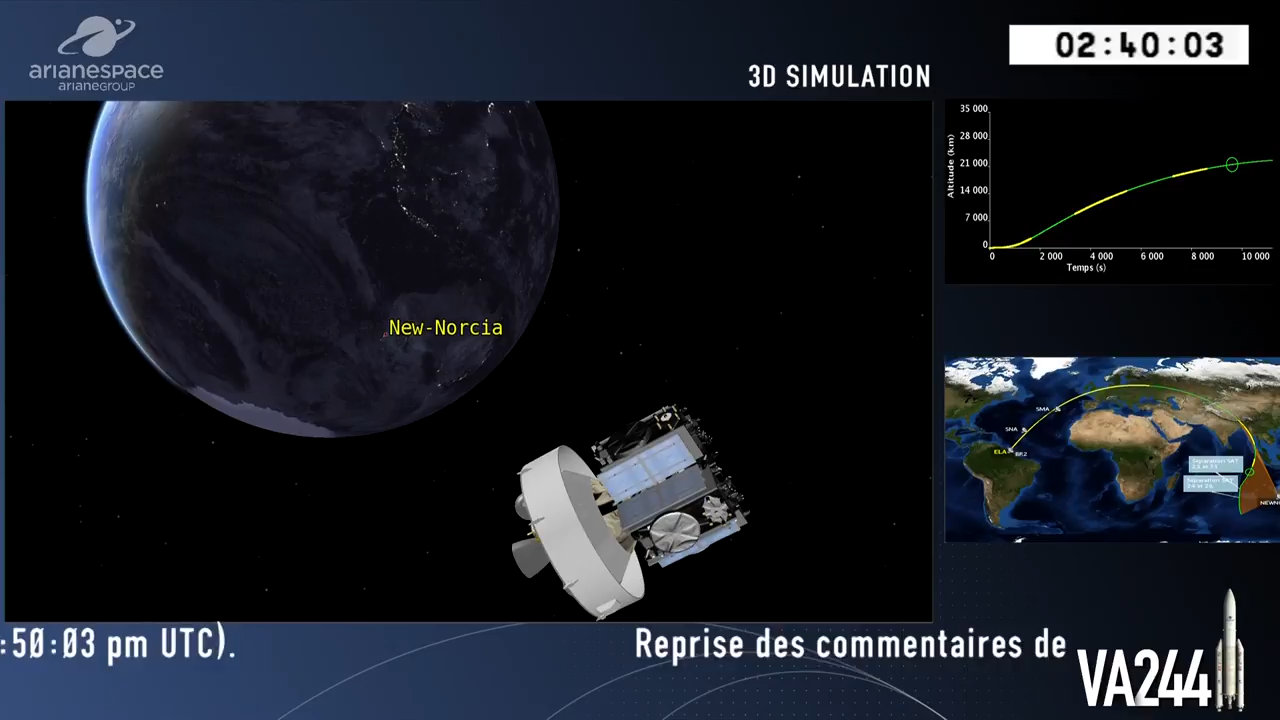 arianespace
arianeGROUP
3D SIMULATION
02:40:03
New-Norcia
Altitude (km)
35 000
28 000
21 000
14 000
7 000
0
0 2 000 4 000 6 000 8 000 10 000
Temps (s)
SMA
SNA
ELA
BR2
NEWN
:50:03 pm UTC).
Reprise des commentaires de
VA244